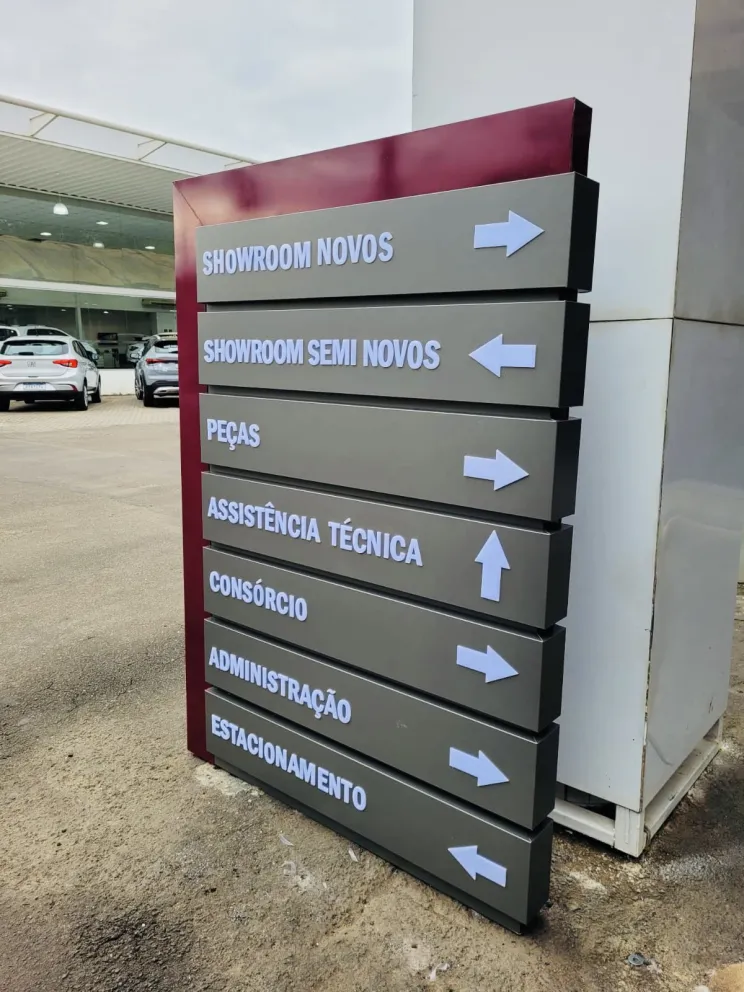 SHOWROOM NOVOS
SHOWROOM SEMI NOVOS
PEÇAS
ASSISTÊNCIA TÉCNICA
CONSÓRCIO
ADMINISTRAÇÃO
ESTACIONAMENTO